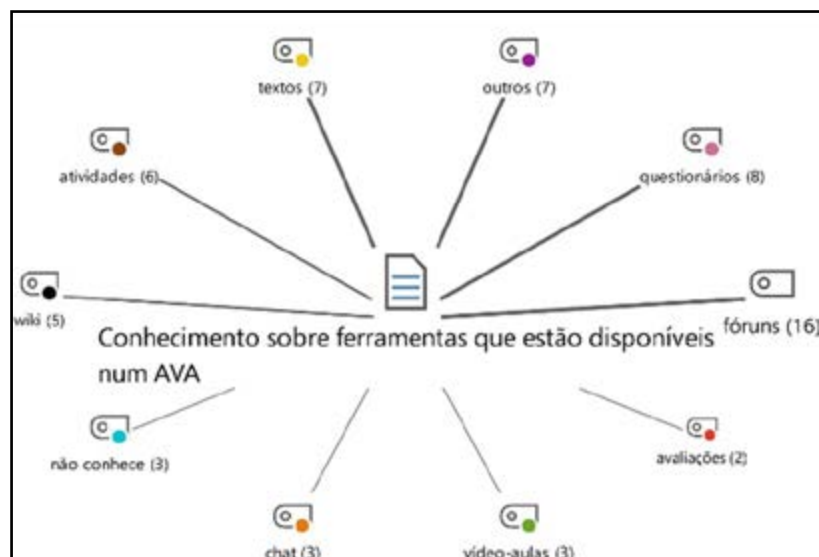 textos (7)
outros (7)
atividades (6)
questionários (8)
wiki (5)
fóruns (16)
Conhecimento sobre ferramentas que estão disponíveis
num AVA
não conhece (3)
avaliações (2)
chat (3)
vídeo-aulas (3)